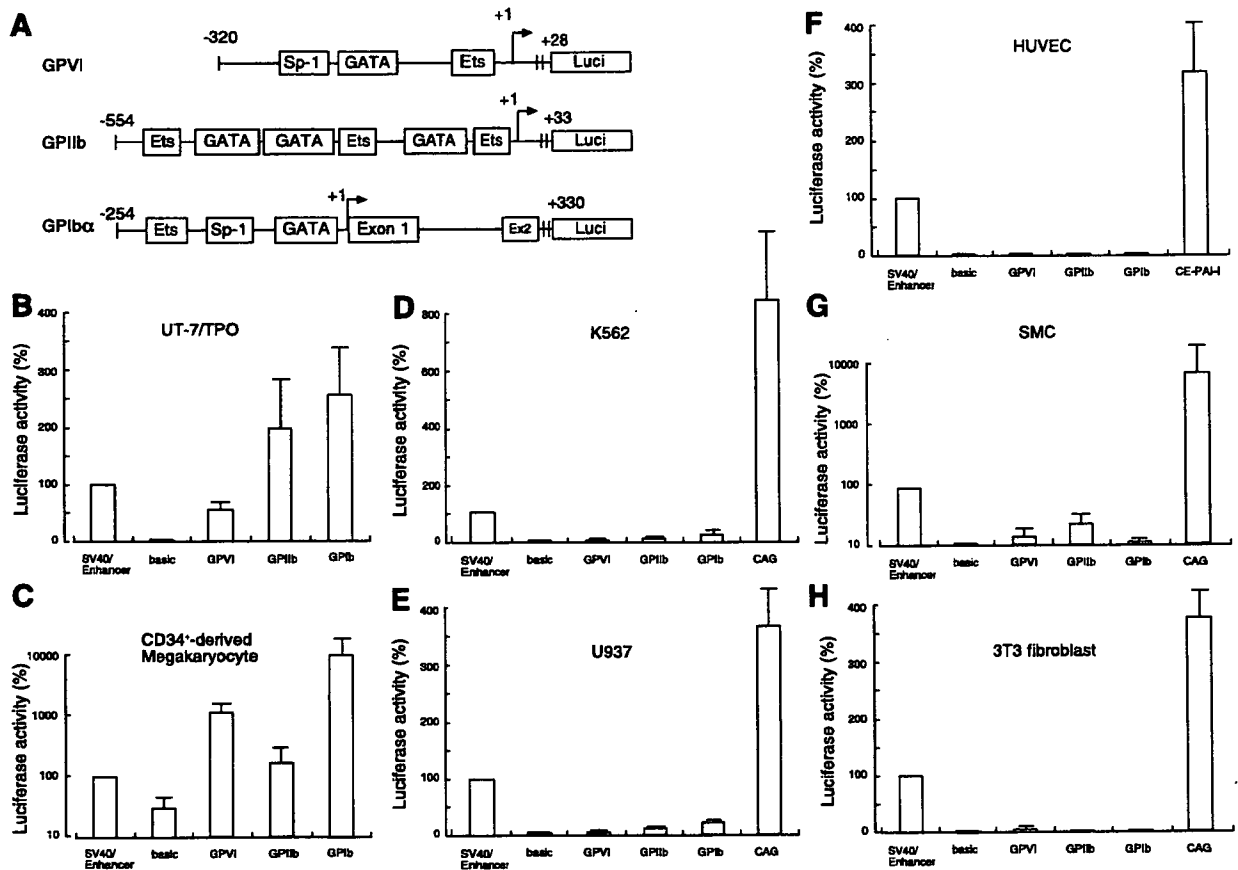 A
-320
+1
+28
GPVI
Sp-1
GATA
Ets
Luci
-554
+1
+33
GPIIb
Ets
GATA
GATA
Ets
GATA
Ets
Luci
-254
+1
+330
GPIbα
Ets
Sp-1
GATA
Exon 1
Ex2
Luci
B
UT-7/TPO
Luciferase activity (%)
400
300
200
100
0
SV40/
Enhancer
basic
GPVI
GPIIb
GPIb
C
CD34+-derived
Megakaryocyte
Luciferase activity (%)
10000
1000
100
10
SV40/
Enhancer
basic
GPVI
GPIIb
GPIb
D
K562
Luciferase activity (%)
800
600
400
200
0
SV40/
Enhancer
basic
GPVI
GPIIb
GPIb
CAG
E
U937
Luciferase activity (%)
400
300
200
100
0
SV40/
Enhancer
basic
GPVI
GPIIb
GPIb
CAG
F
HUVEC
Luciferase activity (%)
400
300
200
100
0
SV40/
Enhancer
basic
GPVI
GPIIb
GPIb
CE-PAI-I
G
SMC
Luciferase activity (%)
10000
1000
100
10
SV40/
Enhancer
basic
GPVI
GPIIb
GPIb
CAG
H
3T3 fibroblast
Luciferase activity (%)
400
300
200
100
0
SV40/
Enhancer
basic
GPVI
GPIIb
GPIb
CAG